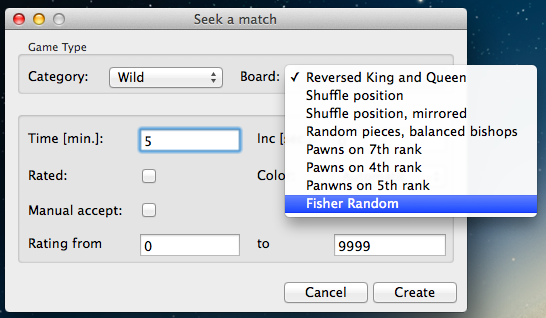 Seek a match
Game Type
Category: Wild Board: ✓ Reversed King and Queen
Shuffle position
Shuffle position, mirrored
Random pieces, balanced bishops
Pawns on 7th rank
Pawns on 4th rank
Panwns on 5th rank
Fisher Random
Time [min.]: 5 Inc [
Rated: Colo
Manual accept:
Rating from 0 to 9999
Cancel Create